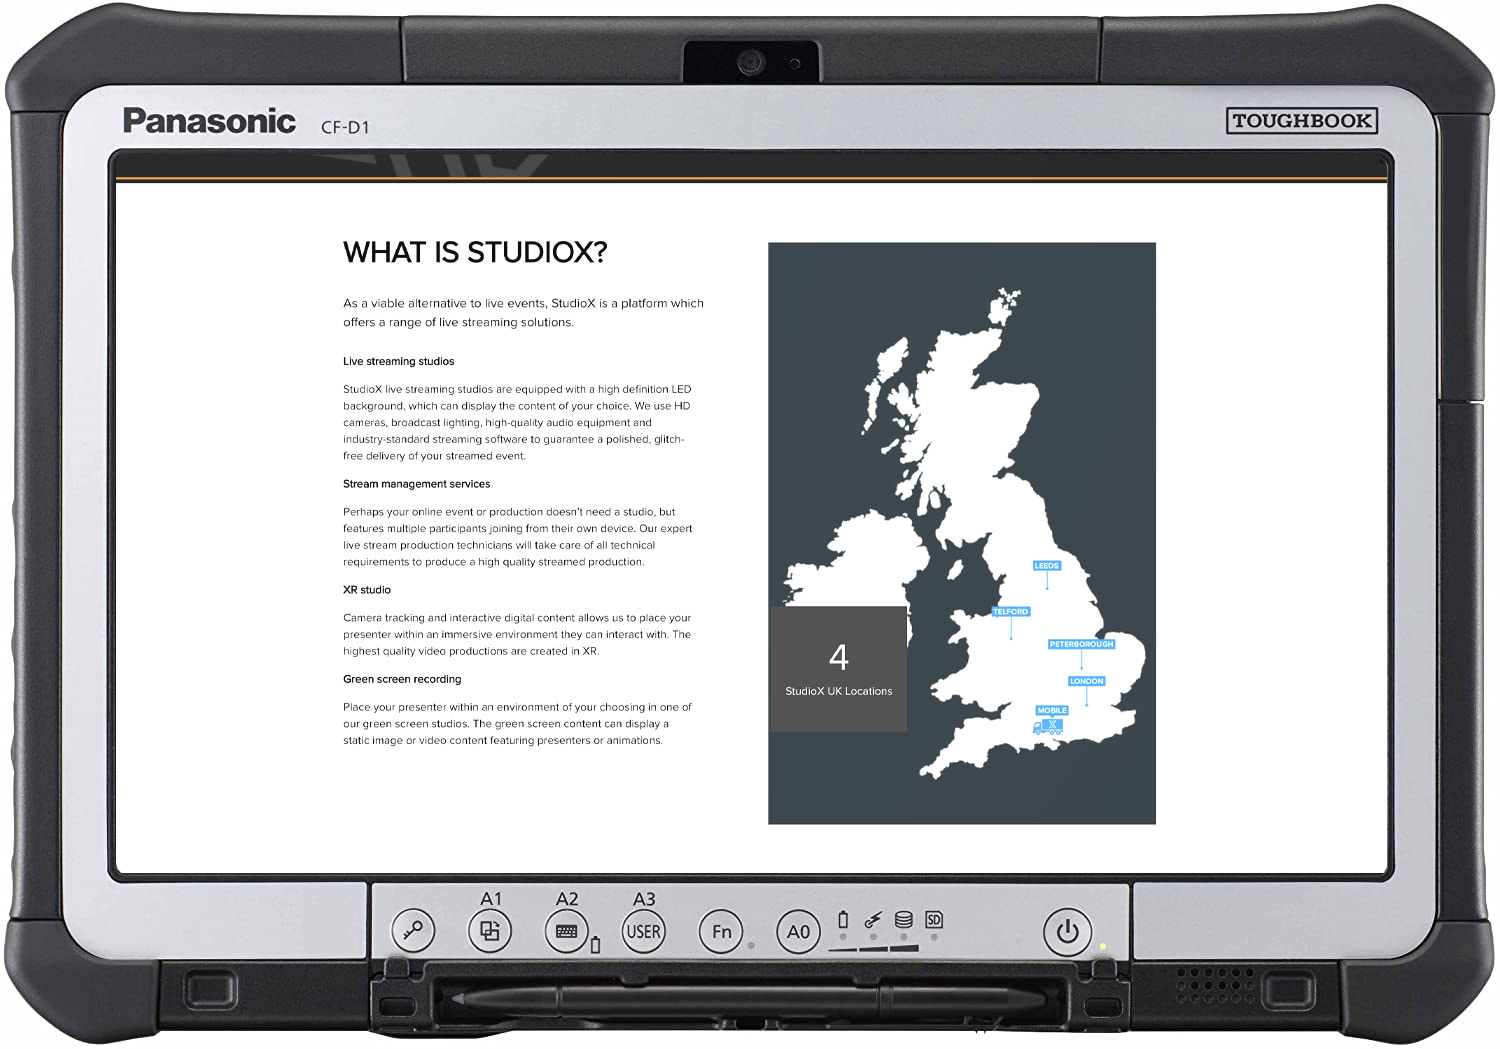 Panasonic CF-D1
TOUGHBOOK
WHAT IS STUDIOX?
As a viable alternative to live events, StudioX is a platform which
offers a range of live streaming solutions.
Live streaming studios
StudioX live streaming studios are equipped with a high definition LED
background, which can display the content of your choice. We use HD
cameras, broadcast lighting, high-quality audio equipment and
industry-standard streaming software to guarantee a polished, glitch-
free delivery of your streamed event.
Stream management services
Perhaps your online event or production doesn't need a studio, but
features multiple participants joining from their own device. Our expert
live stream production technicians will take care of all technical
requirements to produce a high quality streamed production.
XR studio
Camera tracking and interactive digital content allows us to place your
presenter within an immersive environment they can interact with. The
highest quality video productions are created in XR.
Green screen recording
Place your presenter within an environment of your choosing in one of
our green screen studios. The green screen content can display a
static image or video content featuring presenters or animations.
LEEDS
TELFORD
PETERBOROUGH
LONDON
MOBILE
X
4
StudioX UK Locations
A1 A2 A3
USER Fn A0 SD